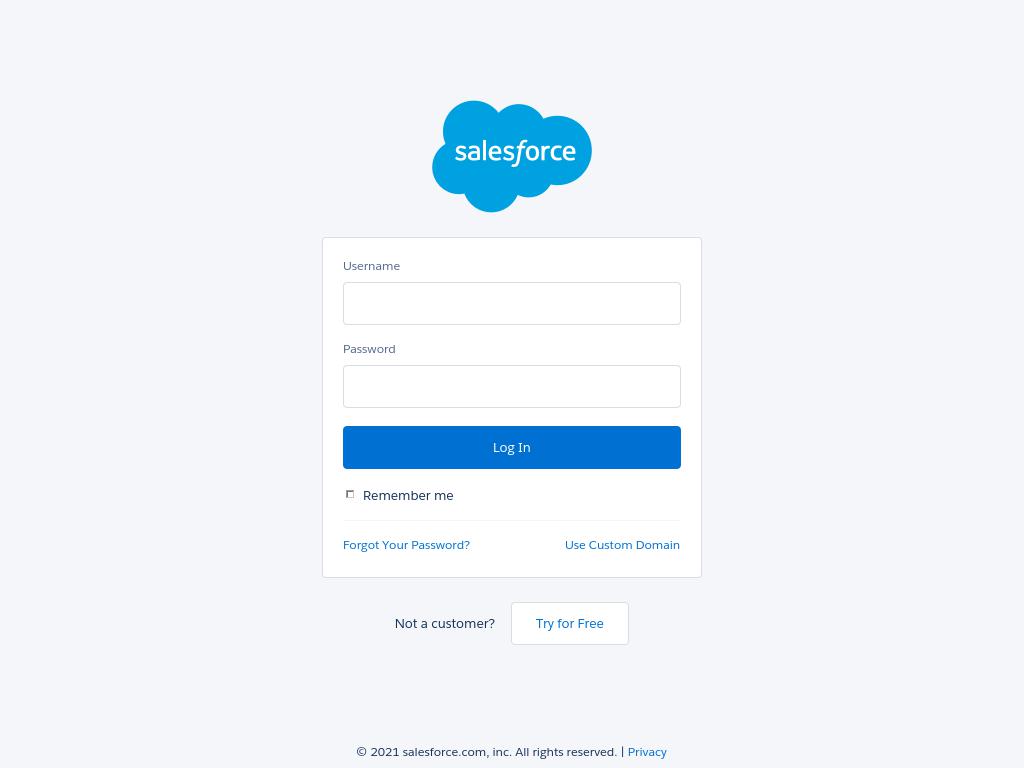 salesforce
Username
Password
Log In
Remember me
Forgot Your Password? Use Custom Domain
Not a customer? Try for Free
© 2021 salesforce.com, inc. All rights reserved. | Privacy